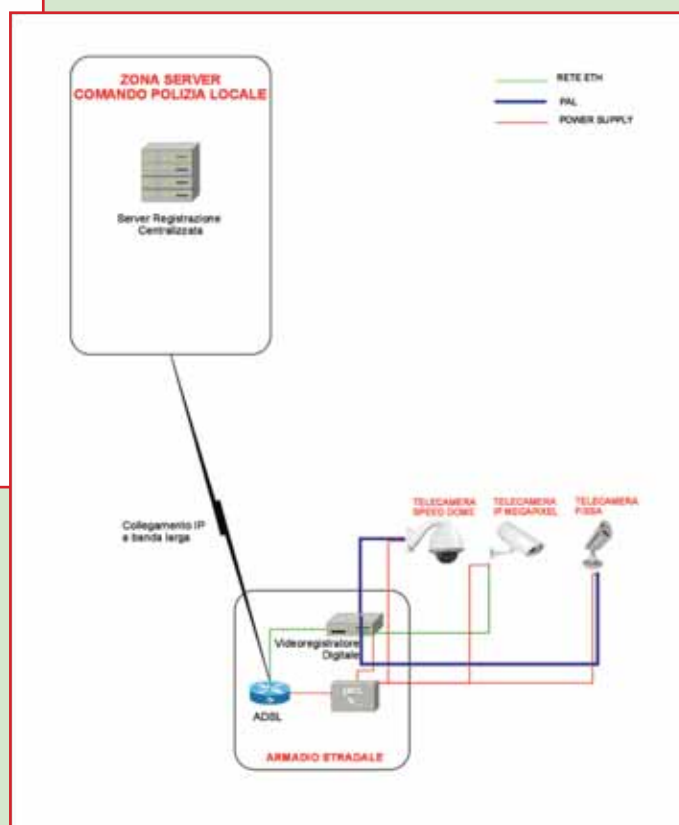 ZONA SERVER
COMANDO POLIZIA LOCALE
Server Registrazione
Centralizzata
RETE ETH
PAL
POWER SUPPLY
Collegamento IP
a banda larga
TELECAMERA
SPEED DOME
TELECAMERA
IP MEGAPIXEL
TELECAMERA
FISSA
Videoregistratore
Digitale
ADSL
ARMADIO STRADALE